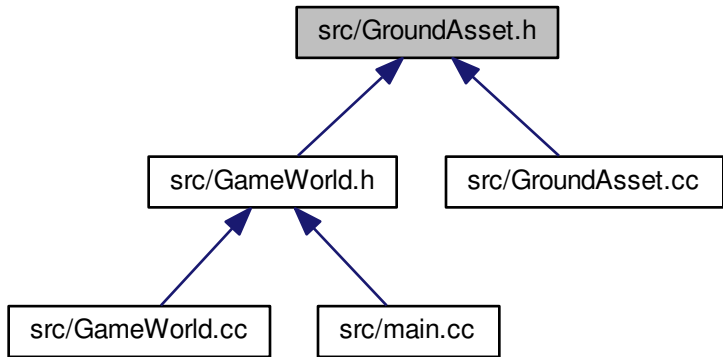 src/GroundAsset.h
src/GameWorld.h
src/GroundAsset.cc
src/GameWorld.cc
src/main.cc